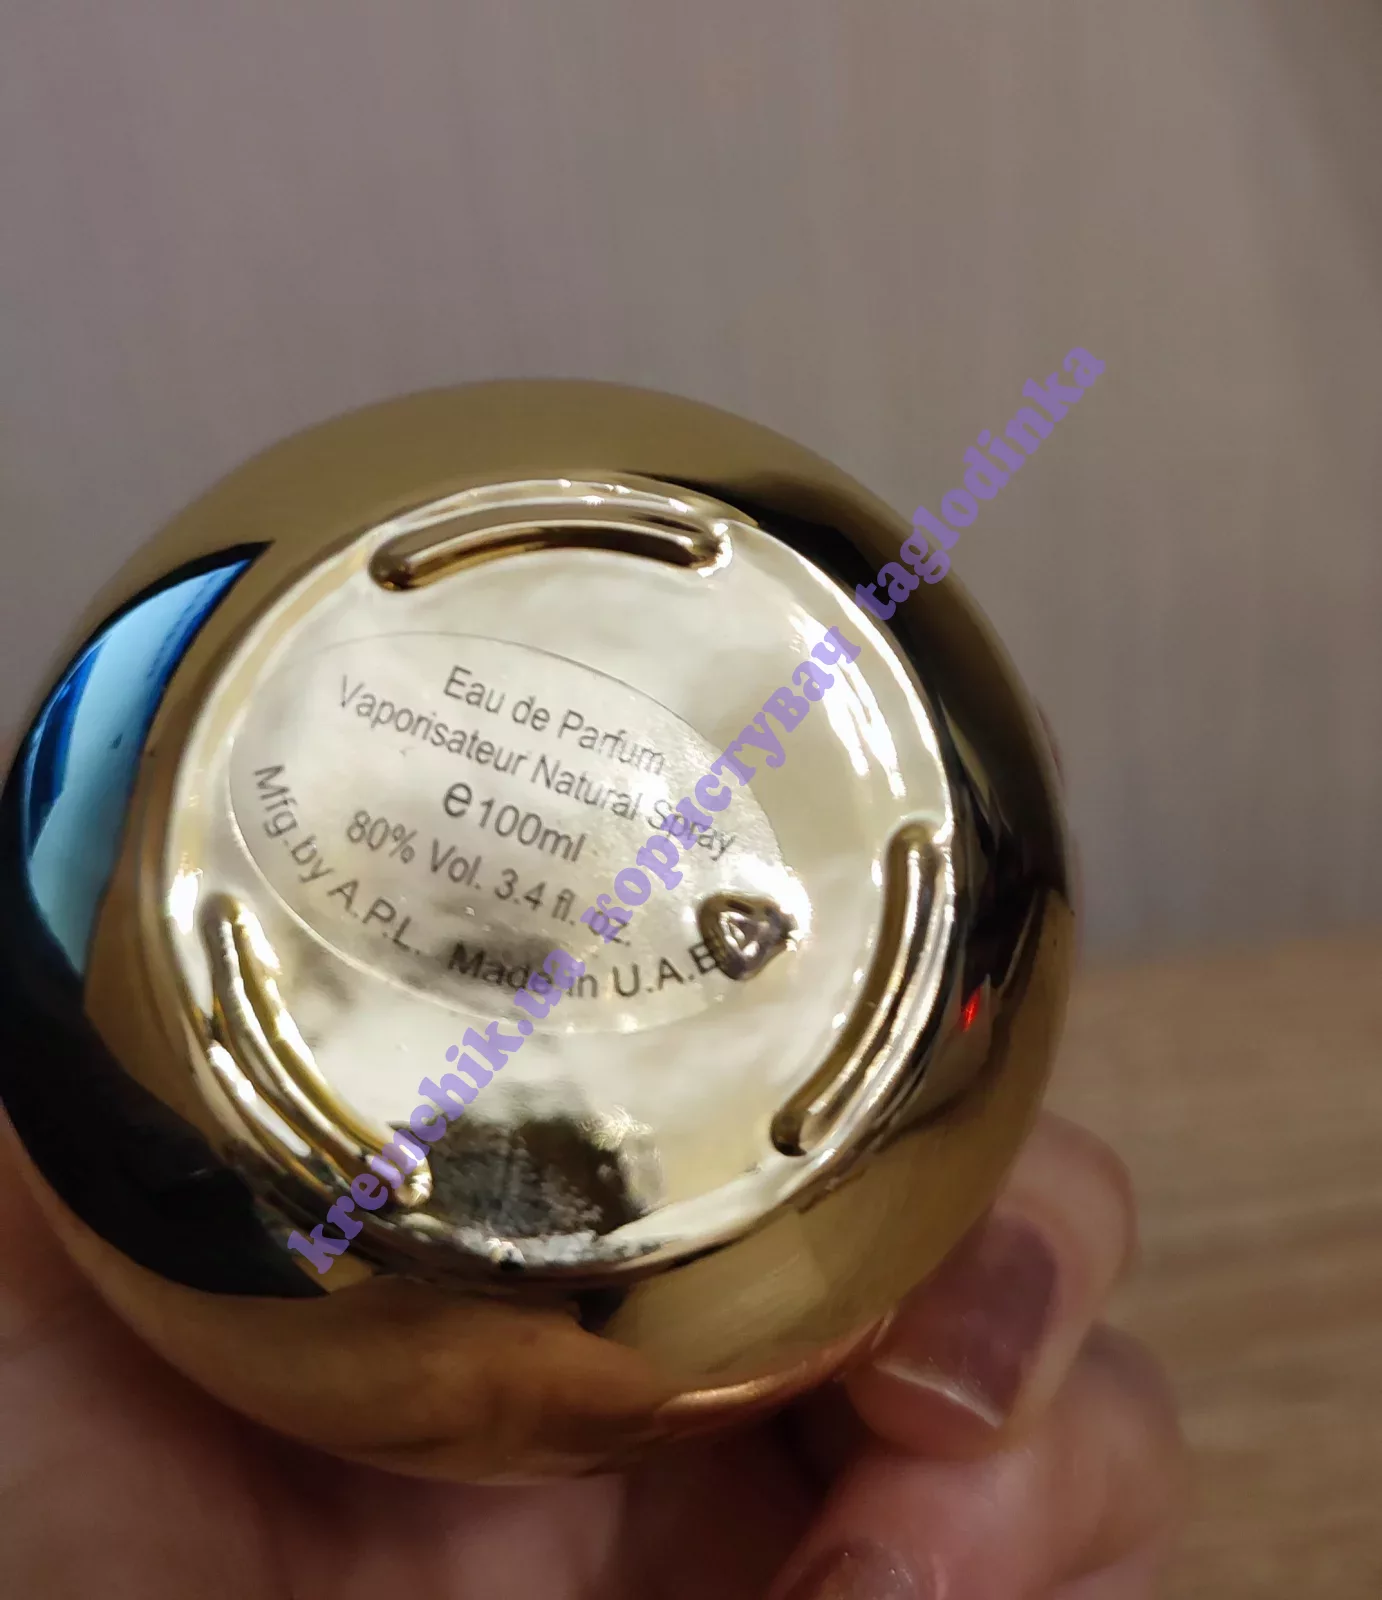 Eau de Parfum
Vaporisateur Natural Spray
e 100ml
80% Vol. 3.4 fl. oz.
Mfg.by A.P.L. Made in U.A.E
kremchik.ua користувач taglodinka